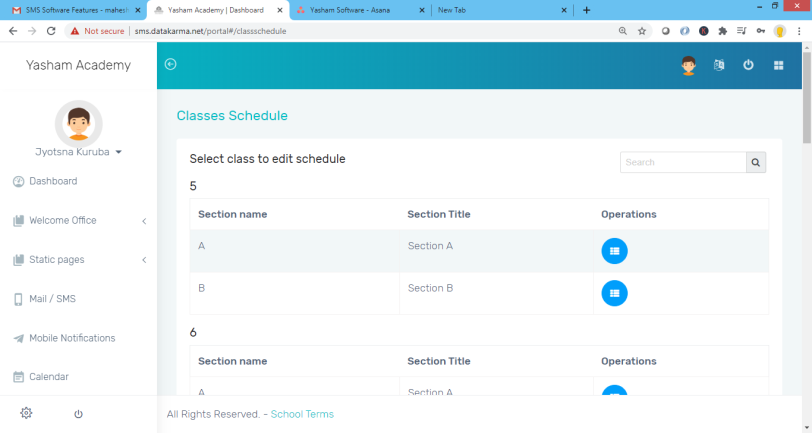 SMS Software Features - mahesh
Yasham Academy | Dashboard
Yasham Software - Asana
New Tab
Not secure | sms.datakarma.net/portal#/classschedule
Yasham Academy
Jyotsna Kuruba
Dashboard
Welcome Office
Static pages
Mail / SMS
Mobile Notifications
Calendar
Classes Schedule
Select class to edit schedule
Search
5
Section name Section Title Operations
A Section A
B Section B
6
Section name Section Title Operations
A Section A
All Rights Reserved. - School Terms